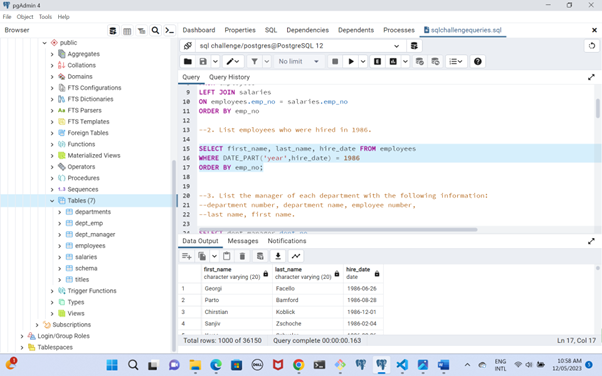 pgAdmin 4
File Object Tools Help
Browser
Dashboard Properties SQL Statistics Dependencies Dependents Processes sqlchallengequeries.sql
sql challenge/postgres@PostgreSQL 12
No limit
Query Query History
public
Aggregates
Collations
Domains
FTS Configurations
FTS Dictionaries
FTS Parsers
FTS Templates
Foreign Tables
Functions
Materialized Views
Operators
Procedures
1..3 Sequences
Tables (7)
departments
dept_emp
dept_manager
employees
salaries
schema
titles
Trigger Functions
Types
Views
Subscriptions
Login/Group Roles
Tablespaces
9 LEFT JOIN salaries
10 ON employees.emp_no = salaries.emp_no
11 ORDER BY emp_no
12
13 --2. List employees who were hired in 1986.
14
15 SELECT first_name, last_name, hire_date FROM employees
16 WHERE DATE_PART('year',hire_date) = 1986
17 ORDER BY emp_no;
18
19
20 --3. List the manager of each department with the following information:
21 --department number, department name, employee number,
22 --last name, first name.
23
Data Output Messages Notifications
first_name last_name hire_date
character varying (20) character varying (20) date
1 Georgi Facello 1986-06-26
2 Parto Bamford 1986-08-28
3 Chirstian Koblick 1986-12-01
4 Sanjiv Zschoche 1986-02-04
Total rows: 1000 of 36150 Query complete 00:00:00.163 Ln 17, Col 17
ENG
INTL
10:58 AM
12/05/2023